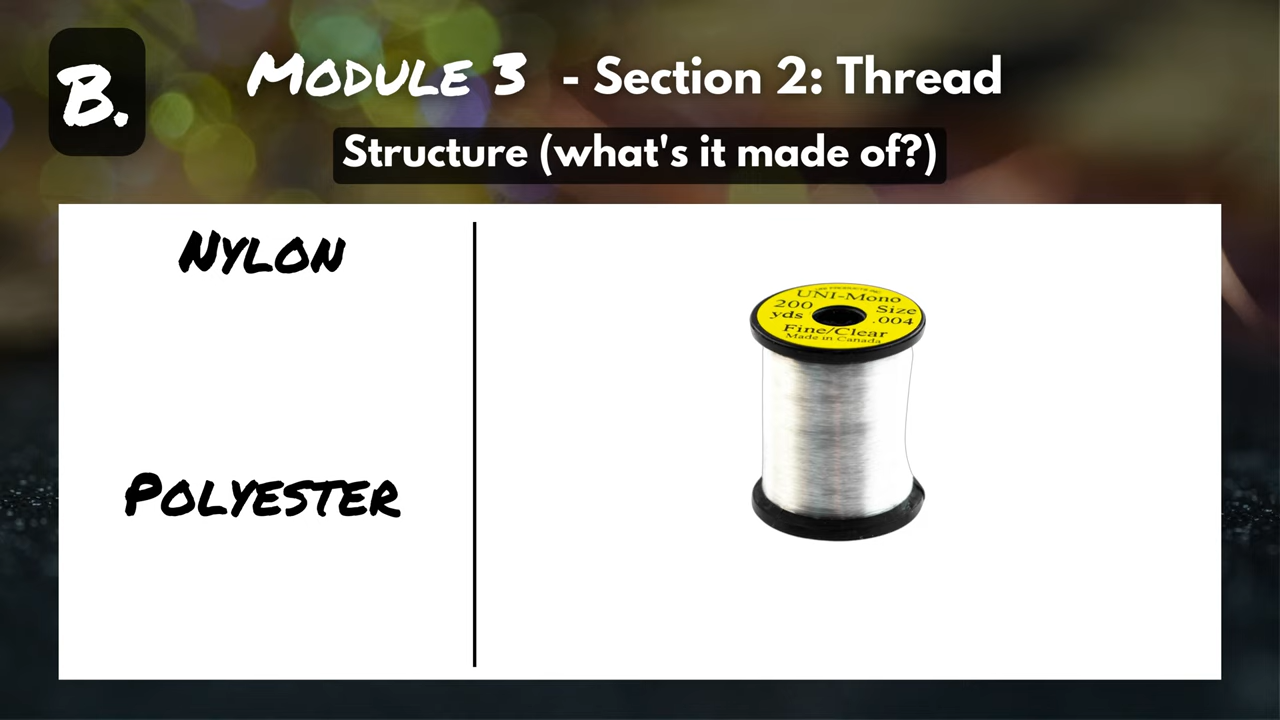 B.
Module 3 - Section 2: Thread
Structure (what's it made of?)
Nylon
Polyester
UNI-Mono
200 yds
Size .004
Fine/Clear
Made in Canada